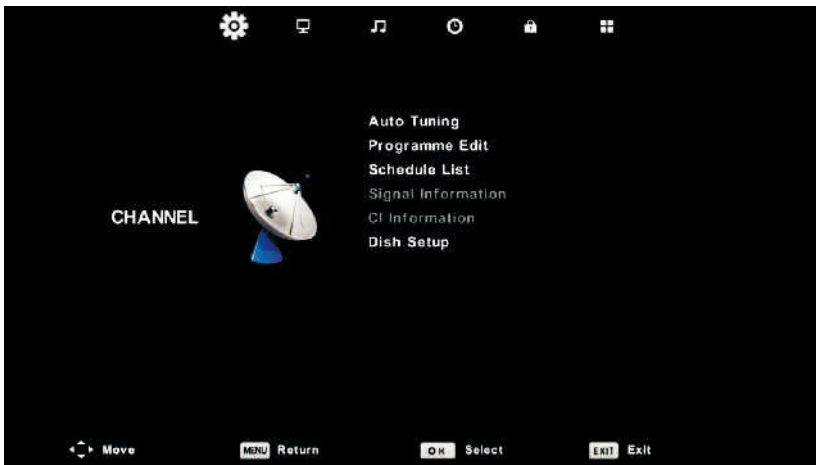 Auto Tuning
Programme Edit
Schedule List
Signal Information
CI Information
Dish Setup
CHANNEL
Move
MENU Return
OK Select
EXIT Exit